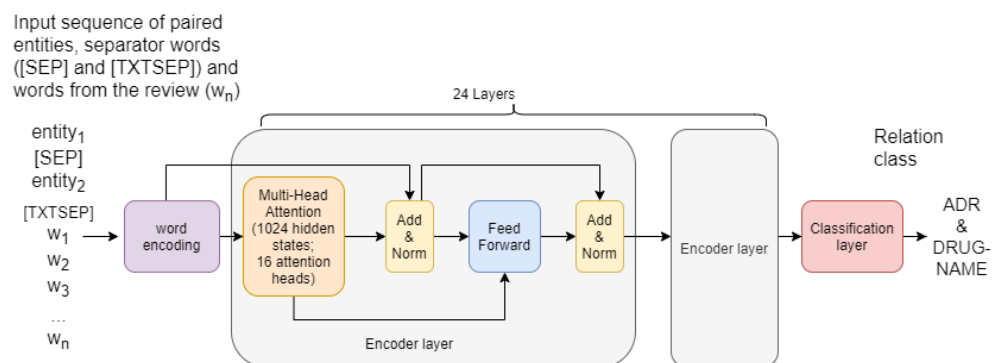 Input sequence of paired
entities, separator words
([SEP] and [TXTSEP]) and
words from the review (wn)
24 Layers
entity1
[SEP]
entity2
[TXTSEP]
w1
w2
w3
...
wn
word
encoding
Multi-Head
Attention
(1024 hidden
states;
16 attention
heads)
Add
&
Norm
Feed
Forward
Add
&
Norm
Encoder layer
Encoder layer
Classification
layer
Relation
class
ADR
&
DRUG-
NAME